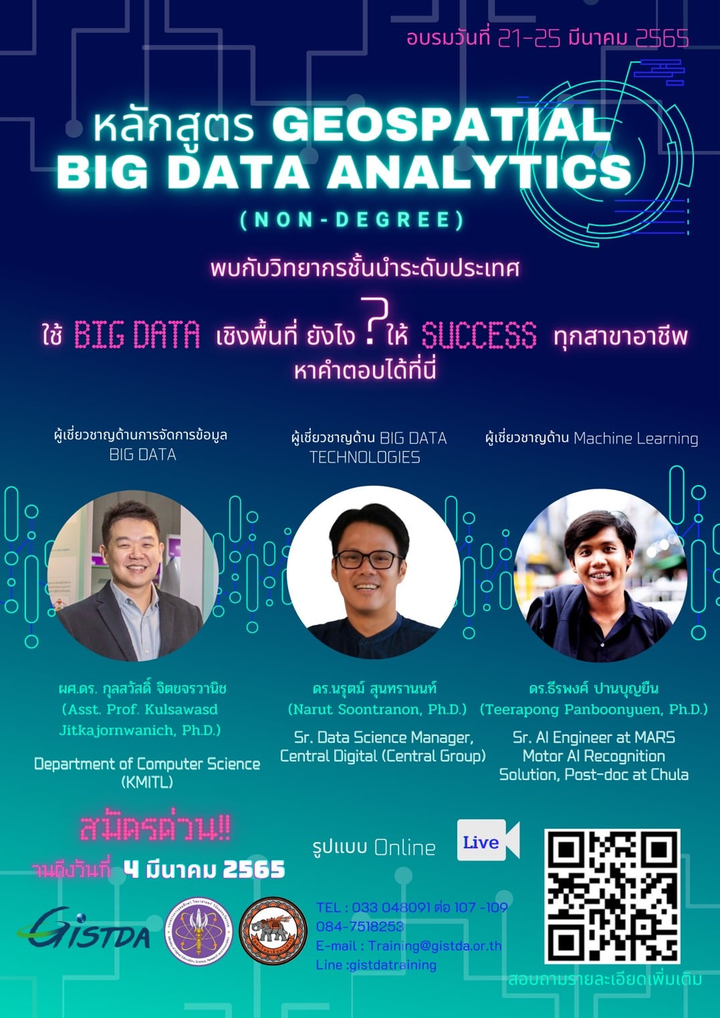 อบรมวันที่ 21-25 มีนาคม 2565
หลักสูตร GEOSPATIAL
BIG DATA ANALYTICS
(NON-DEGREE)
พบกับวิทยากรชั้นนำระดับประเทศ
ใช้ BIG DATA เชิงพื้นที่ ยังไง ? ให้ SUCCESS ทุกสาขาอาชีพ
หาคำตอบได้ที่นี่
ผู้เชี่ยวชาญด้านการจัดการข้อมูล
BIG DATA
ผู้เชี่ยวชาญด้าน BIG DATA
TECHNOLOGIES
ผู้เชี่ยวชาญด้าน Machine Learning
ผศ.ดร. กุลสวัสดิ์ จิตขจรวานิช
(Asst. Prof. Kulsawasd
Jitkajornwanich, Ph.D.)
Department of Computer Science
(KMITL)
ดร.นรุตม์ สุนทรานนท์
(Narut Soontranon, Ph.D.)
Sr. Data Science Manager,
Central Digital (Central Group)
ดร.ธีรพงศ์ ปานบุญยืน
(Teerapong Panboonyuen, Ph.D.)
Sr. AI Engineer at MARS
Motor AI Recognition
Solution, Post-doc at Chula
สมัครด่วน!!
จนถึงวันที่ 4 มีนาคม 2565
รูปแบบ Online
Live
GISTDA
TEL : 033 048091 ต่อ 107 -109
084-7518253
E-mail : Training@gistda.or.th
Line :gistdatraining
สอบถามรายละเอียดเพิ่มเติม